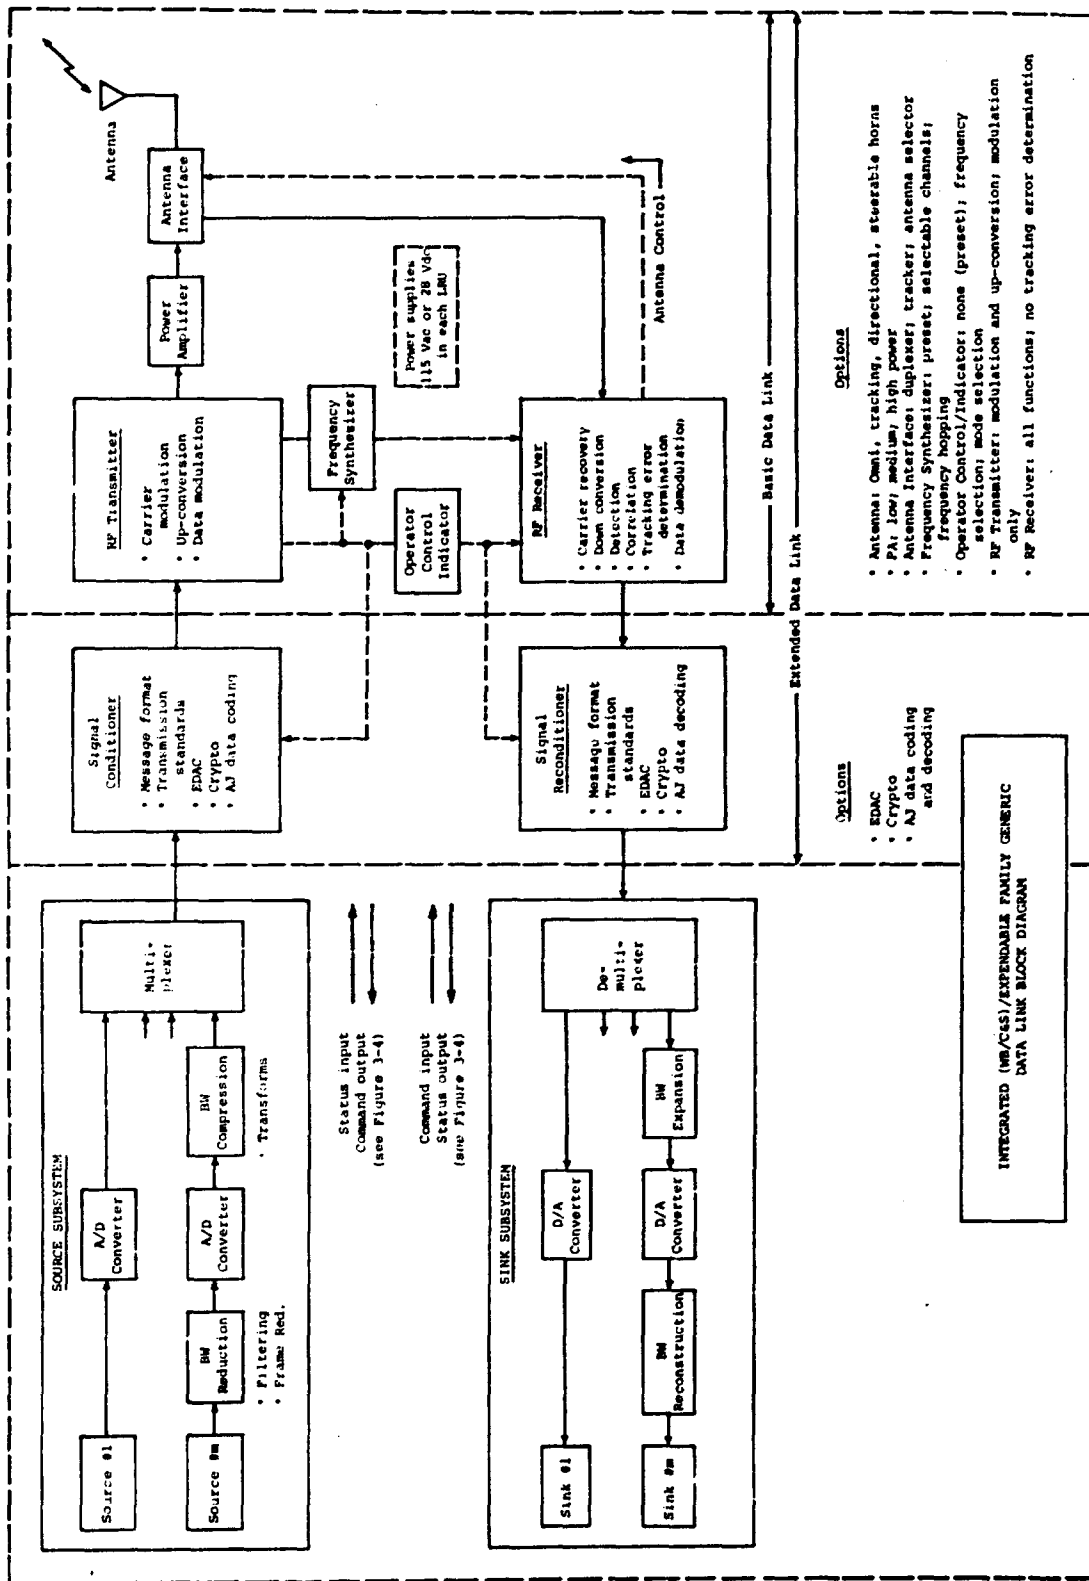 SOURCE SUBSYSTEM
Source #1
A/D
Converter
Source #m
BW
Reduction
• Filtering
• Frame Red.
A/D
Converter
BW
Compression
• Transforms
Multi-
plexer
Signal
Conditioner
• Message format
• Transmission
standards
• EDAC
• Crypto
• AJ data coding
RF Transmitter
• Carrier
modulation
• Up-conversion
• Data modulation
Power
Amplifier
Antenna
Interface
Antenna
Status input
Command output
(see Figure 3-4)
Command input
Status output
(see Figure 3-4)
Operator
Control
Indicator
Frequency
Synthesizer
Power supplies
115 Vac or 28 Vdc
in each LRU
Antenna Control
SINK SUBSYSTEM
Sink #1
D/A
Converter
Sink #m
BW
Reconstruction
D/A
Converter
BW
Expansion
De-
multi-
plexer
Signal
Reconditioner
• Message format
• Transmission
standards
• EDAC
• Crypto
• AJ data decoding
RF Receiver
• Carrier recovery
• Down conversion
• Detection
• Correlation
• Tracking error
determination
• Data demodulation
Basic Data Link
Extended Data Link
Options
• EDAC
• Crypto
• AJ data coding
and decoding
Options
• Antenna: Omni, tracking, directional, steerable horns
• PA: low; medium; high power
• Antenna Interface: duplexer; tracker; antenna selector
• Frequency Synthesizer: preset; selectable channels;
frequency hopping
• Operator Control/Indicator: none (preset); frequency
selection; mode selection
• RF Transmitter: modulation and up-conversion; modulation
only
• RF Receiver: all functions; no tracking error determination
INTEGRATED (WB/C&S)/EXPENDABLE FAMILY GENERIC
DATA LINK BLOCK DIAGRAM